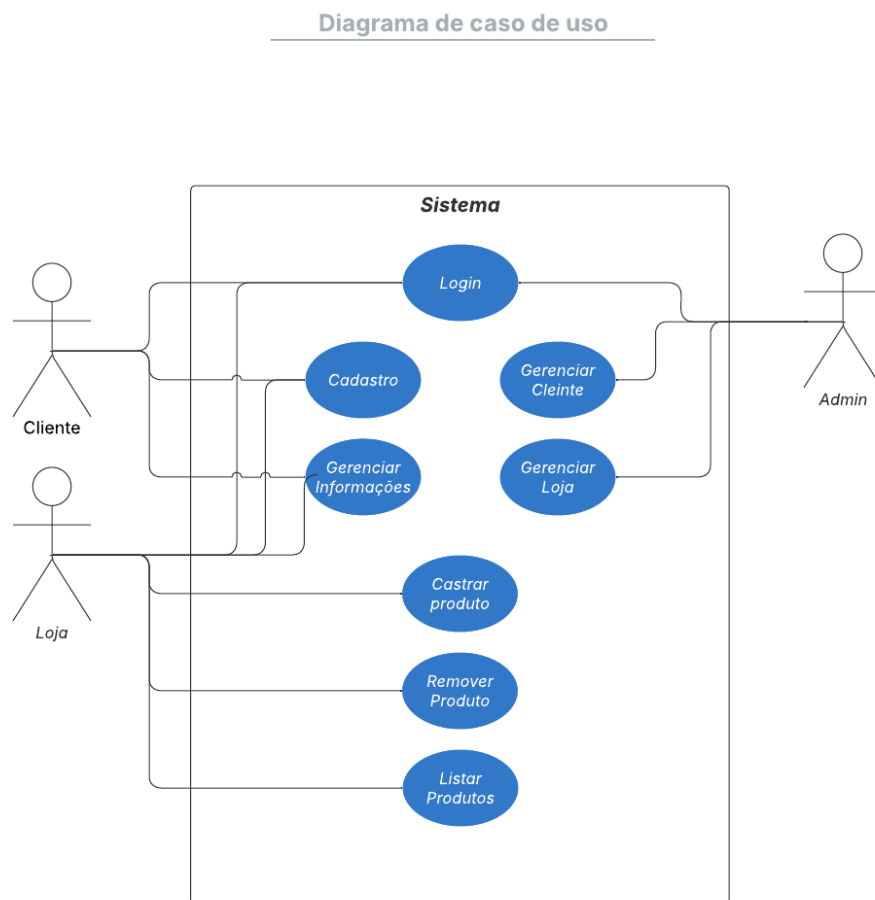 Diagrama de caso de uso
Sistema
Login
Cadastro
Gerenciar
Cleinte
Admin
Cliente
Gerenciar
Informações
Gerenciar
Loja
Castrar
produto
Loja
Remover
Produto
Listar
Produtos